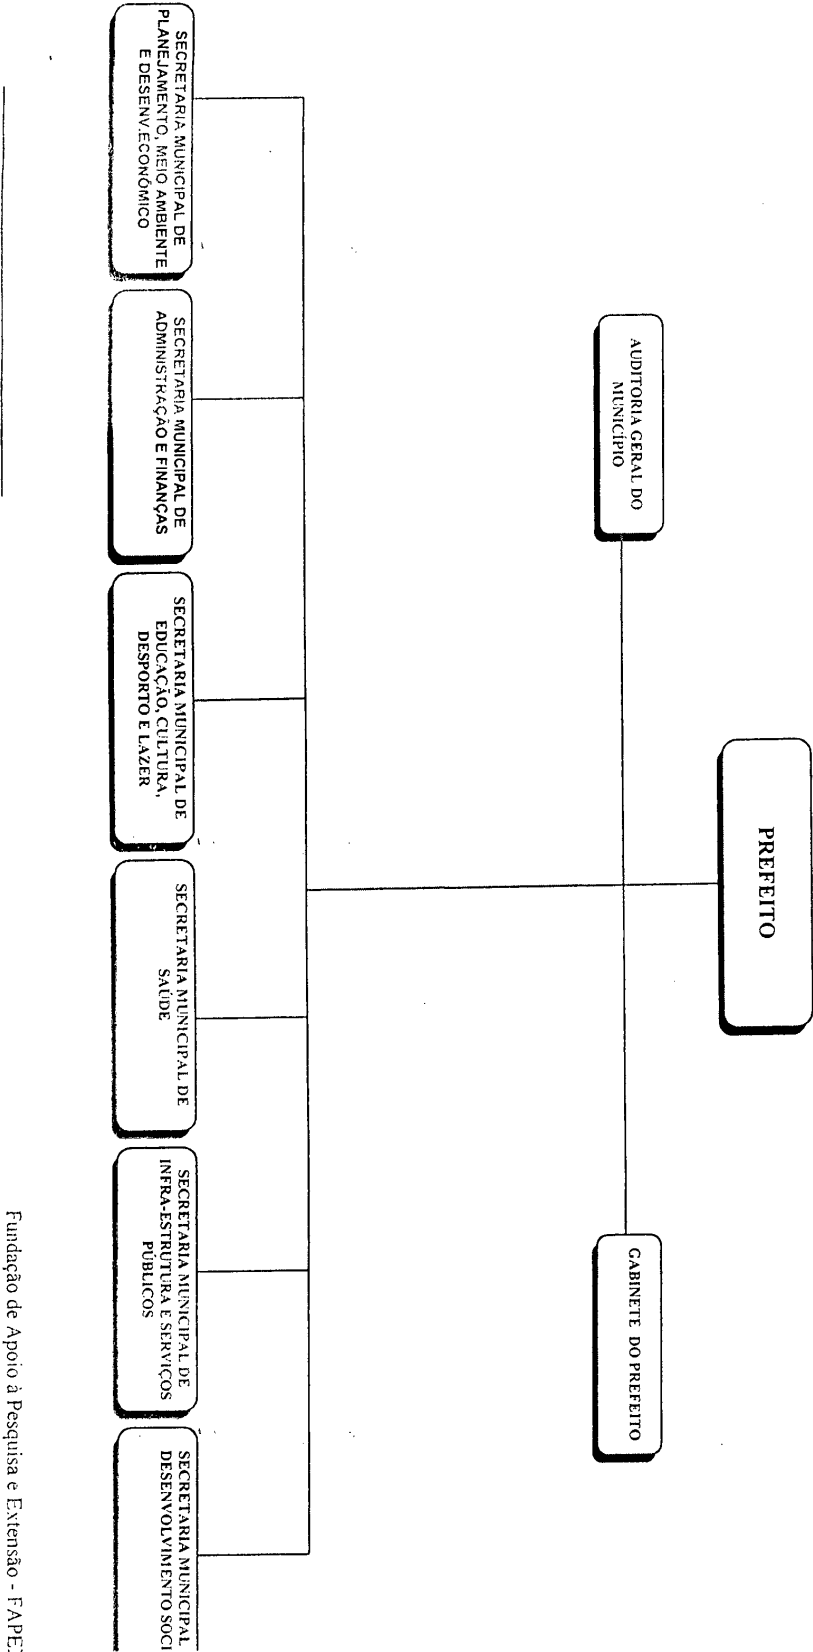 PREFEITO
AUDITORIA GERAL DO
MUNICÍPIO
GABINETE DO PREFEITO
SECRETARIA MUNICIPAL DE
PLANEJAMENTO, MEIO AMBIENTE
E DESENV.ECONÔMICO
SECRETARIA MUNICIPAL DE
ADMINISTRAÇÃO E FINANÇAS
SECRETARIA MUNICIPAL DE
EDUCAÇÃO, CULTURA,
DESPORTO E LAZER
SECRETARIA MUNICIPAL DE
SAÚDE
SECRETARIA MUNICIPAL DE
INFRA-ESTRUTURA E SERVIÇOS
PÚBLICOS
SECRETARIA MUNICIPAL
DESENVOLVIMENTO SOCI
Fundação de Apoio à Pesquisa e Extensão - FAPE